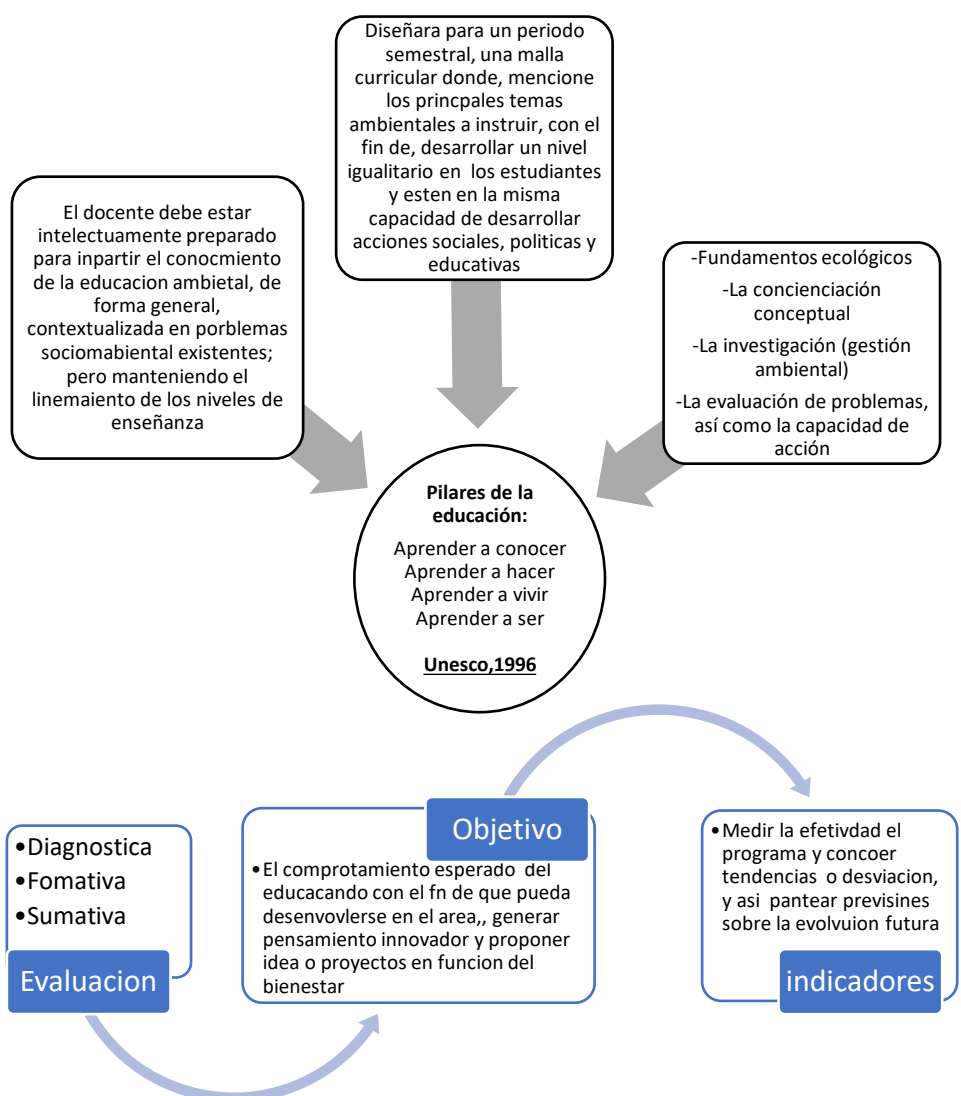 Diseñara para un periodo
semestral, una malla
curricular donde, mencione
los princpales temas
ambientales a instruir, con el
fin de, desarrollar un nivel
igualitario en los estudiantes
y esten en la misma
capacidad de desarrollar
acciones sociales, politicas y
educativas
El docente debe estar
intelectuamente preparado
para inpartir el conocmiento
de la educacion ambietal, de
forma general,
contextualizada en porblemas
sociomabiental existentes;
pero manteniendo el
linemaiento de los niveles de
enseñanza
-Fundamentos ecológicos
-La concienciación
conceptual
-La investigación (gestión
ambiental)
-La evaluación de problemas,
así como la capacidad de
acción
Pilares de la
educación:
Aprender a conocer
Aprender a hacer
Aprender a vivir
Aprender a ser
Unesco,1996
•Diagnostica
•Fomativa
•Sumativa
Evaluacion
Objetivo
•El comprotamiento esperado del
educacando con el fn de que pueda
desenvovlerse en el area,, generar
pensamiento innovador y proponer
idea o proyectos en funcion del
bienestar
•Medir la efetivdad el
programa y concoer
tendencias o desviacion,
y asi pantear previsines
sobre la evolvuion futura
indicadores